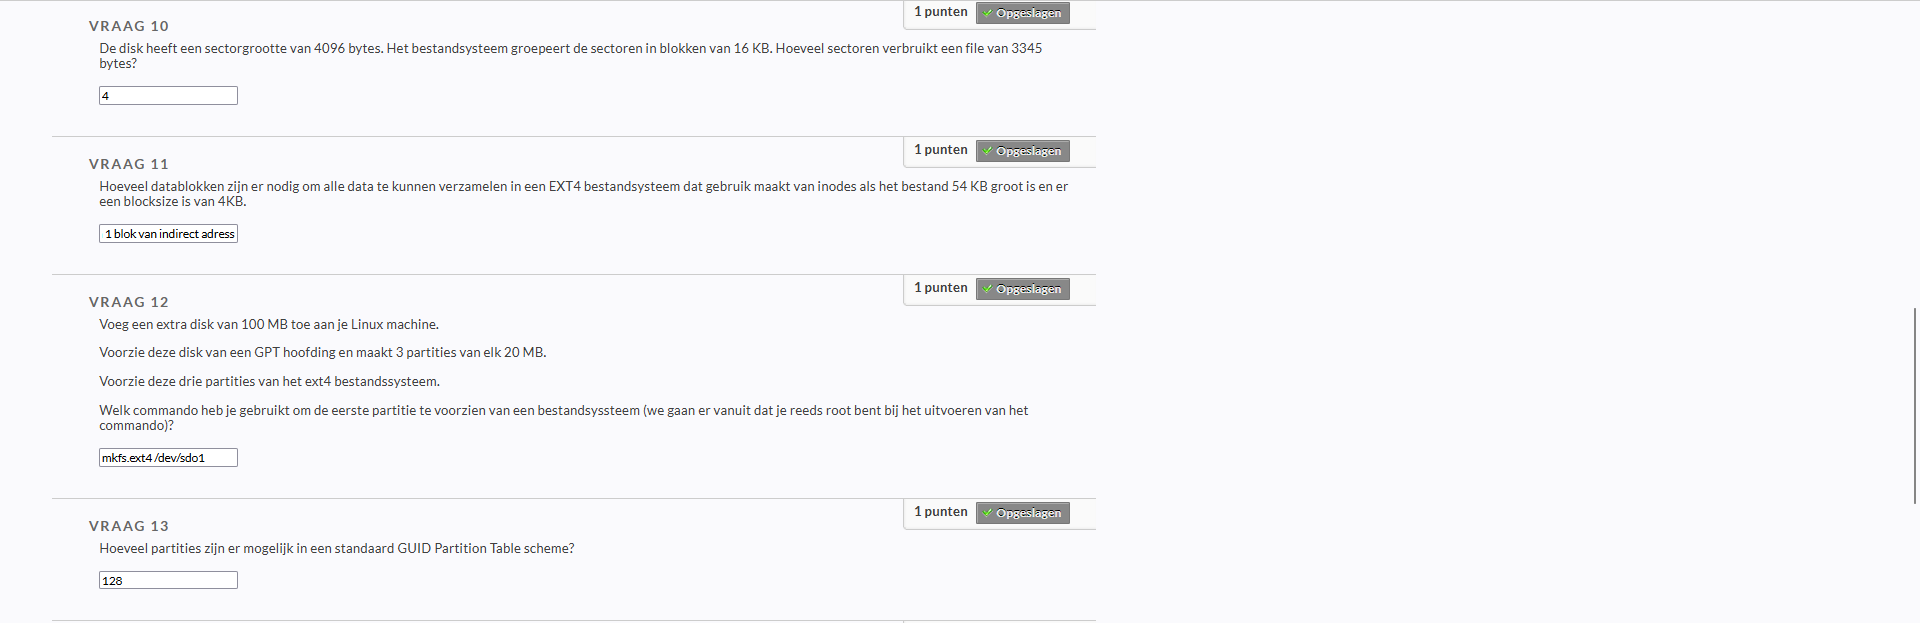 1 punten Opgeslagen
VRAAG 10
De disk heeft een sectorgrootte van 4096 bytes. Het bestandsysteem groepeert de sectoren in blokken van 16 KB. Hoeveel sectoren verbruikt een file van 3345
bytes?
4
1 punten Opgeslagen
VRAAG 11
Hoeveel datablokken zijn er nodig om alle data te kunnen verzamelen in een EXT4 bestandsysteem dat gebruik maakt van inodes als het bestand 54 KB groot is en er
een blocksize is van 4KB.
1 blok van indirect adress
1 punten Opgeslagen
VRAAG 12
Voeg een extra disk van 100 MB toe aan je Linux machine.
Voorzie deze disk van een GPT hoofding en maakt 3 partities van elk 20 MB.
Voorzie deze drie partities van het ext4 bestandssysteem.
Welk commando heb je gebruikt om de eerste partitie te voorzien van een bestandsyssteem (we gaan er vanuit dat je reeds root bent bij het uitvoeren van het
commando)?
mkfs.ext4 /dev/sdo1
1 punten Opgeslagen
VRAAG 13
Hoeveel partities zijn er mogelijk in een standaard GUID Partition Table scheme?
128